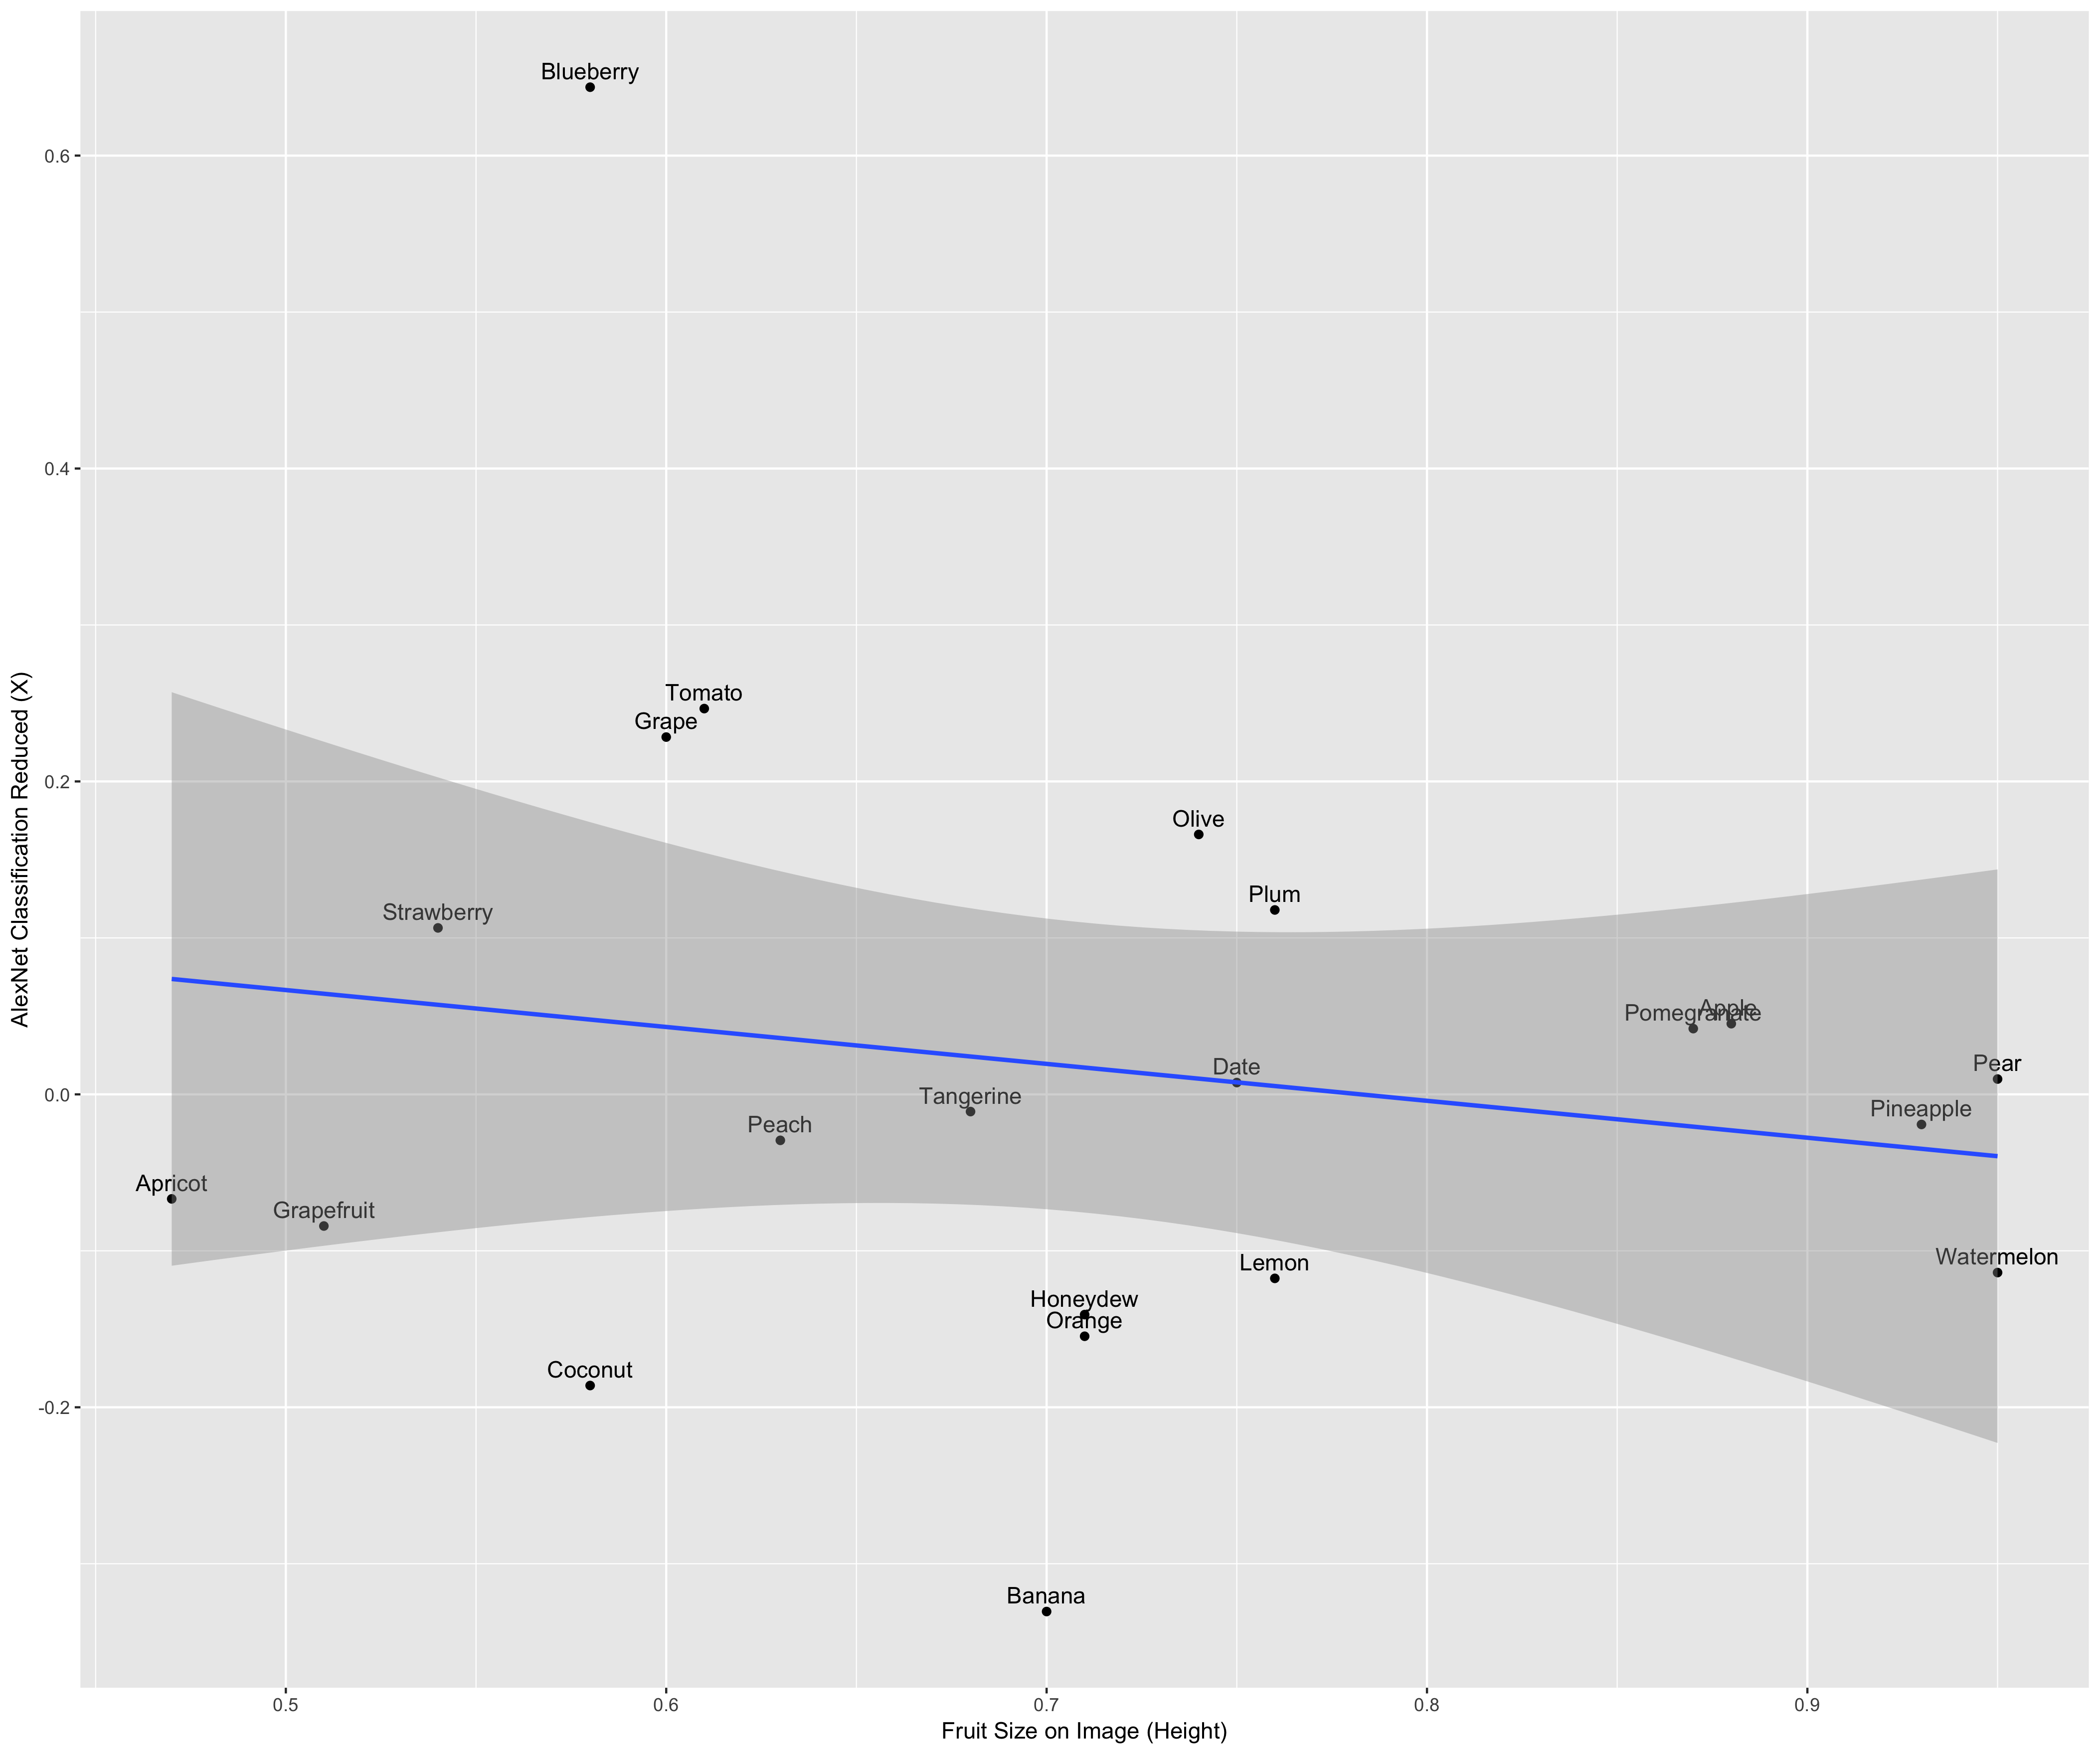 Blueberry
0.6
0.4
Tomato
Grape
0.2
Olive
Plum
Strawberry
Apple
Pomegranate
Date
Pear
0.0
Tangerine
Pineapple
Peach
Apricot
Grapefruit
Watermelon
Lemon
Honeydew
Orange
Coconut
-0.2
Banana
0.5 0.6 0.7 0.8 0.9
Fruit Size on Image (Height)
AlexNet Classification Reduced (X)